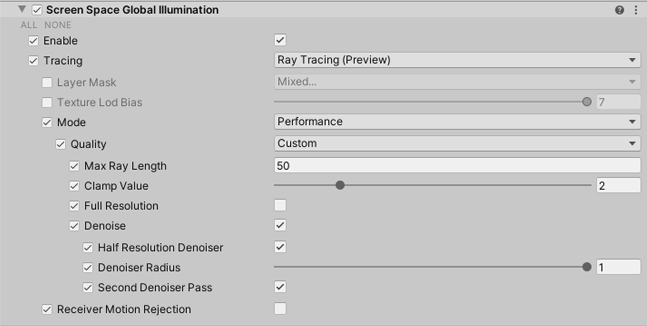 Screen Space Global Illumination
ALL NONE
Enable
Tracing Ray Tracing (Preview)
Layer Mask Mixed...
Texture Lod Bias 7
Mode Performance
Quality Custom
Max Ray Length 50
Clamp Value 2
Full Resolution
Denoise
Half Resolution Denoiser
Denoiser Radius 1
Second Denoiser Pass
Receiver Motion Rejection